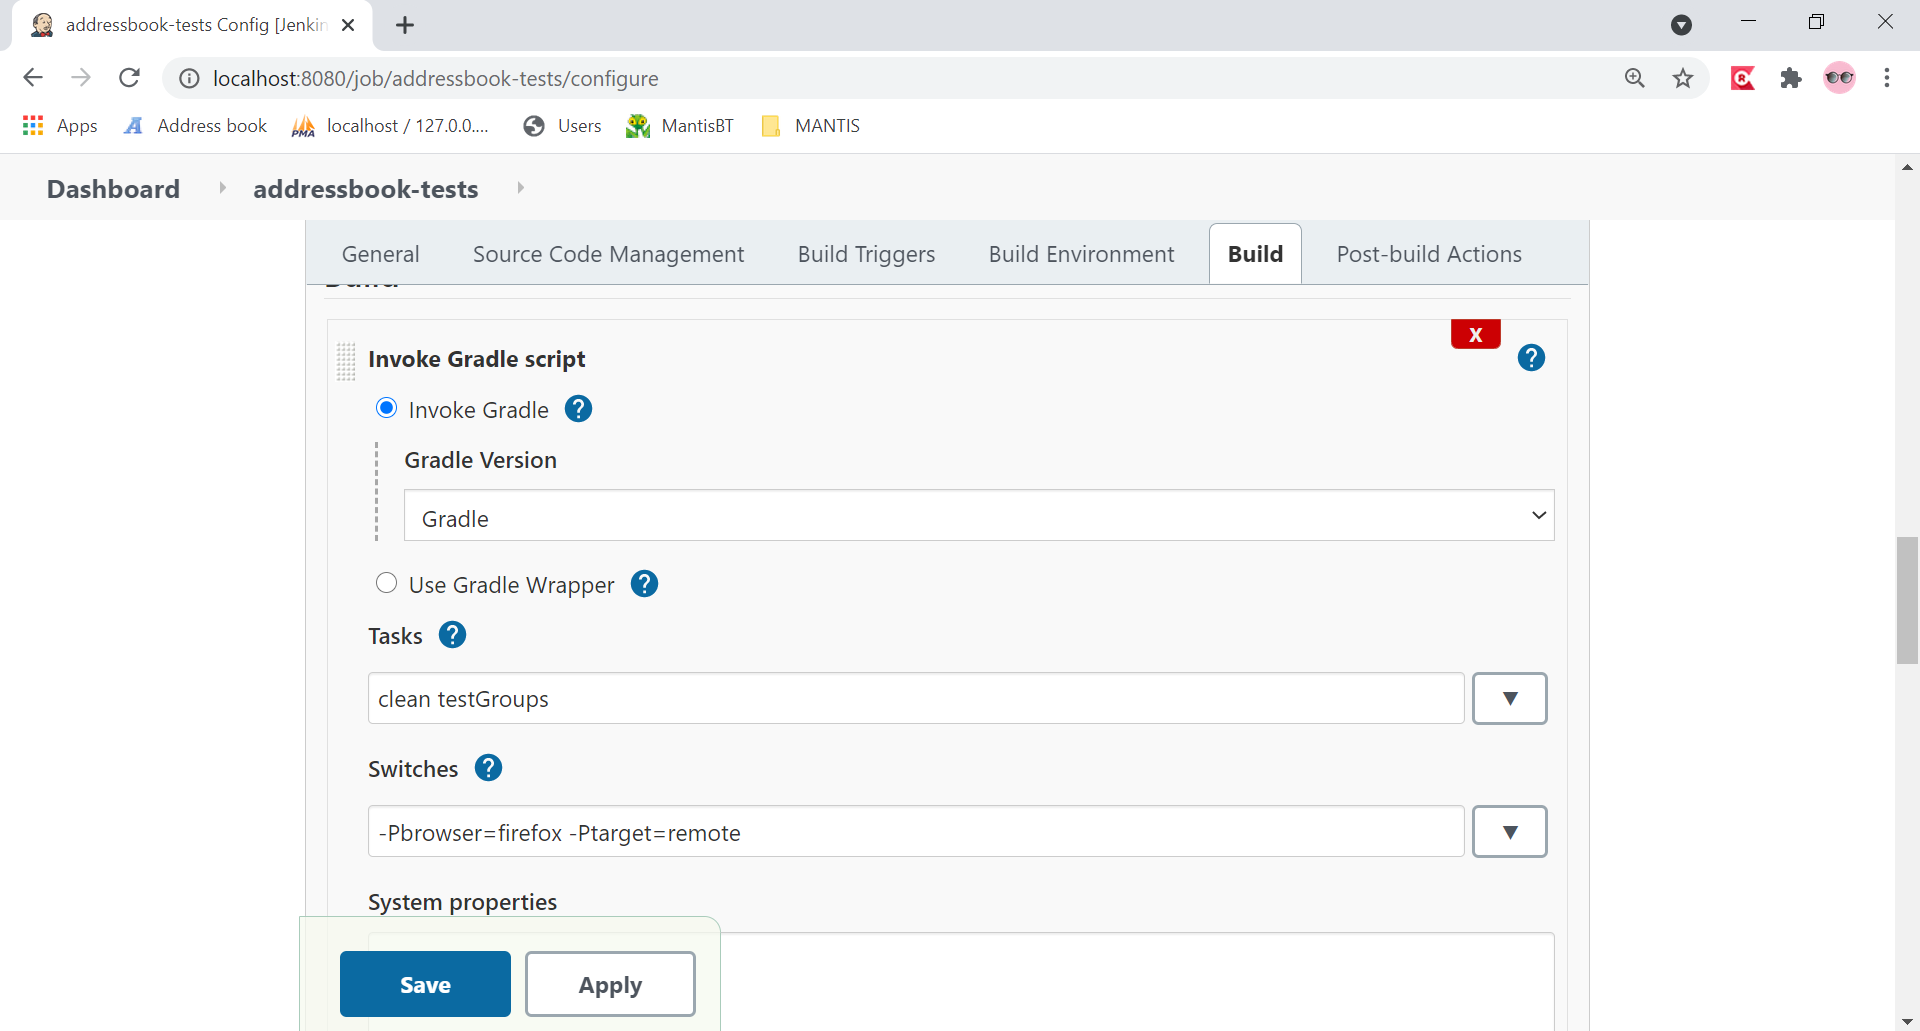 addressbook-tests Config [Jenkin
localhost:8080/job/addressbook-tests/configure
Apps Address book localhost / 127.0.0.... Users MantisBT MANTIS
Dashboard addressbook-tests
General Source Code Management Build Triggers Build Environment Build Post-build Actions
Build
X
Invoke Gradle script ?
Invoke Gradle ?
Gradle Version
Gradle
Use Gradle Wrapper ?
Tasks ?
clean testGroups
Switches ?
-Pbrowser=firefox -Ptarget=remote
System properties
Save Apply